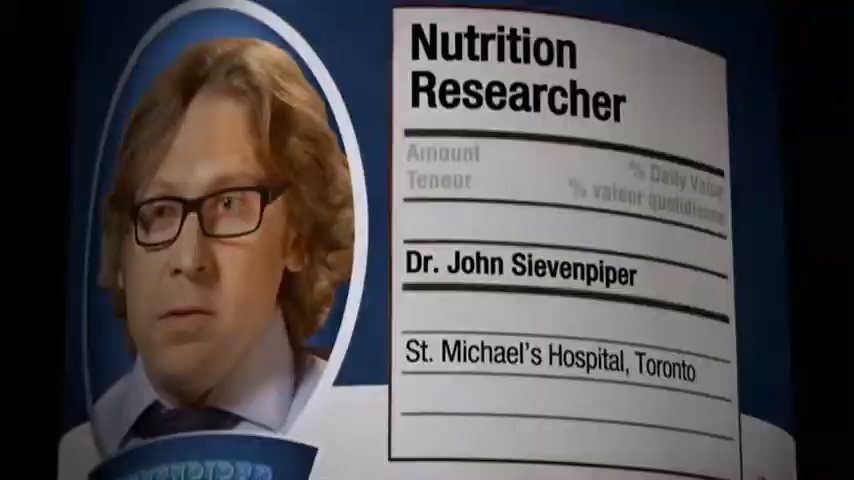 Nutrition
Researcher
Amount
% Daily Value
Teneur
% valeur quotidienne
Dr. John Sievenpiper
St. Michael's Hospital, Toronto